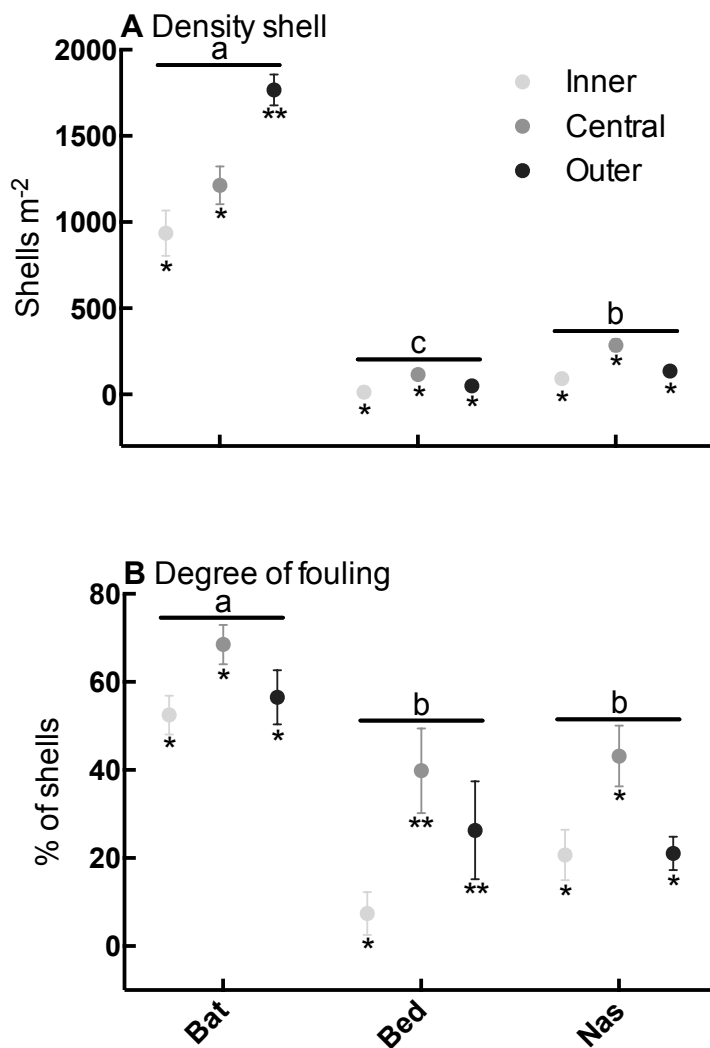 A Density shell
2000
1500
1000
500
0
Shells m-2
a
*
*
**
c
*
*
*
b
*
*
*
Inner
Central
Outer
B Degree of fouling
80
60
40
20
0
% of shells
a
*
*
*
b
*
**
**
b
*
*
*
Bat
Bed
Nas